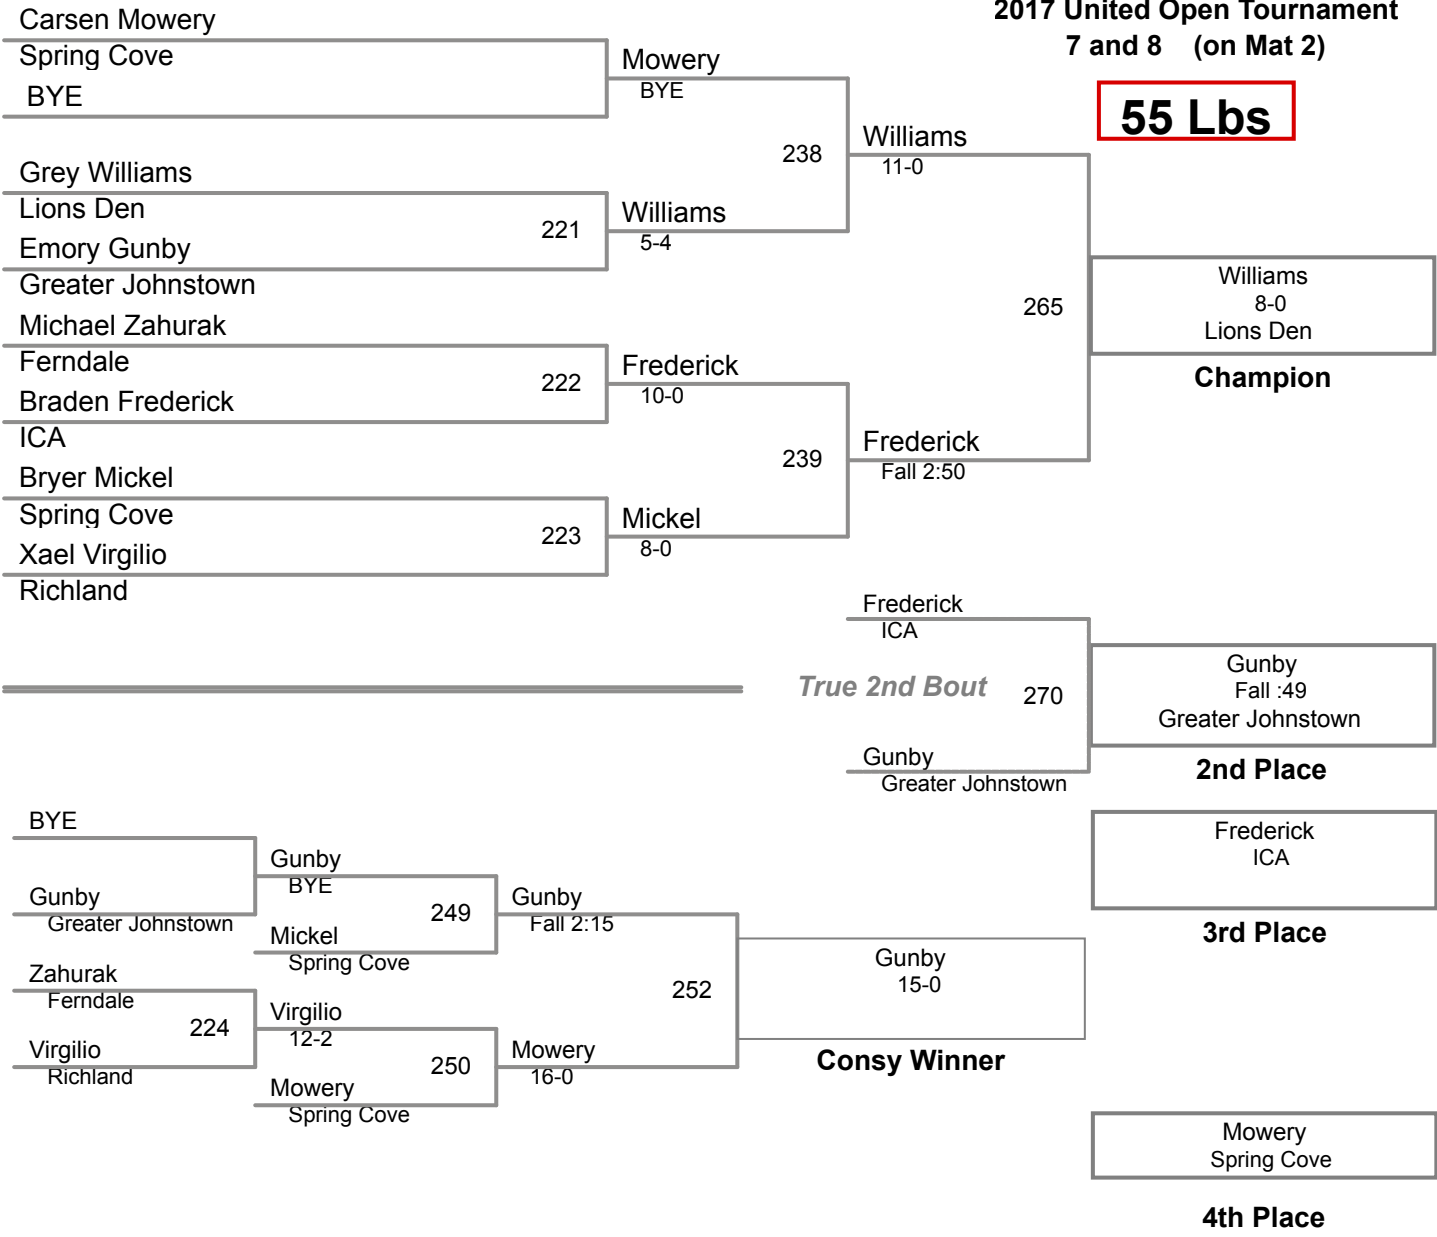 2017 United Open Tournament
7 and 8 (on Mat 2)
55 Lbs
Carsen Mowery
Spring Cove
BYE
Mowery
BYE
Grey Williams
Lions Den
221
Emory Gunby
Greater Johnstown
Williams
5-4
238
Williams
11-0
Michael Zahurak
Ferndale
222
Braden Frederick
ICA
Frederick
10-0
Bryer Mickel
Spring Cove
223
Xael Virgilio
Richland
Mickel
8-0
239
Frederick
Fall 2:50
265
Williams
8-0
Lions Den
Champion
Frederick
ICA
True 2nd Bout
270
Gunby
Greater Johnstown
Gunby
Fall :49
Greater Johnstown
2nd Place
BYE
Gunby
Greater Johnstown
Gunby
BYE
249
Mickel
Spring Cove
Gunby
Fall 2:15
Zahurak
Ferndale
224
Virgilio
Richland
Virgilio
12-2
250
Mowery
Spring Cove
Mowery
16-0
252
Gunby
15-0
Consy Winner
Frederick
ICA
3rd Place
Mowery
Spring Cove
4th Place